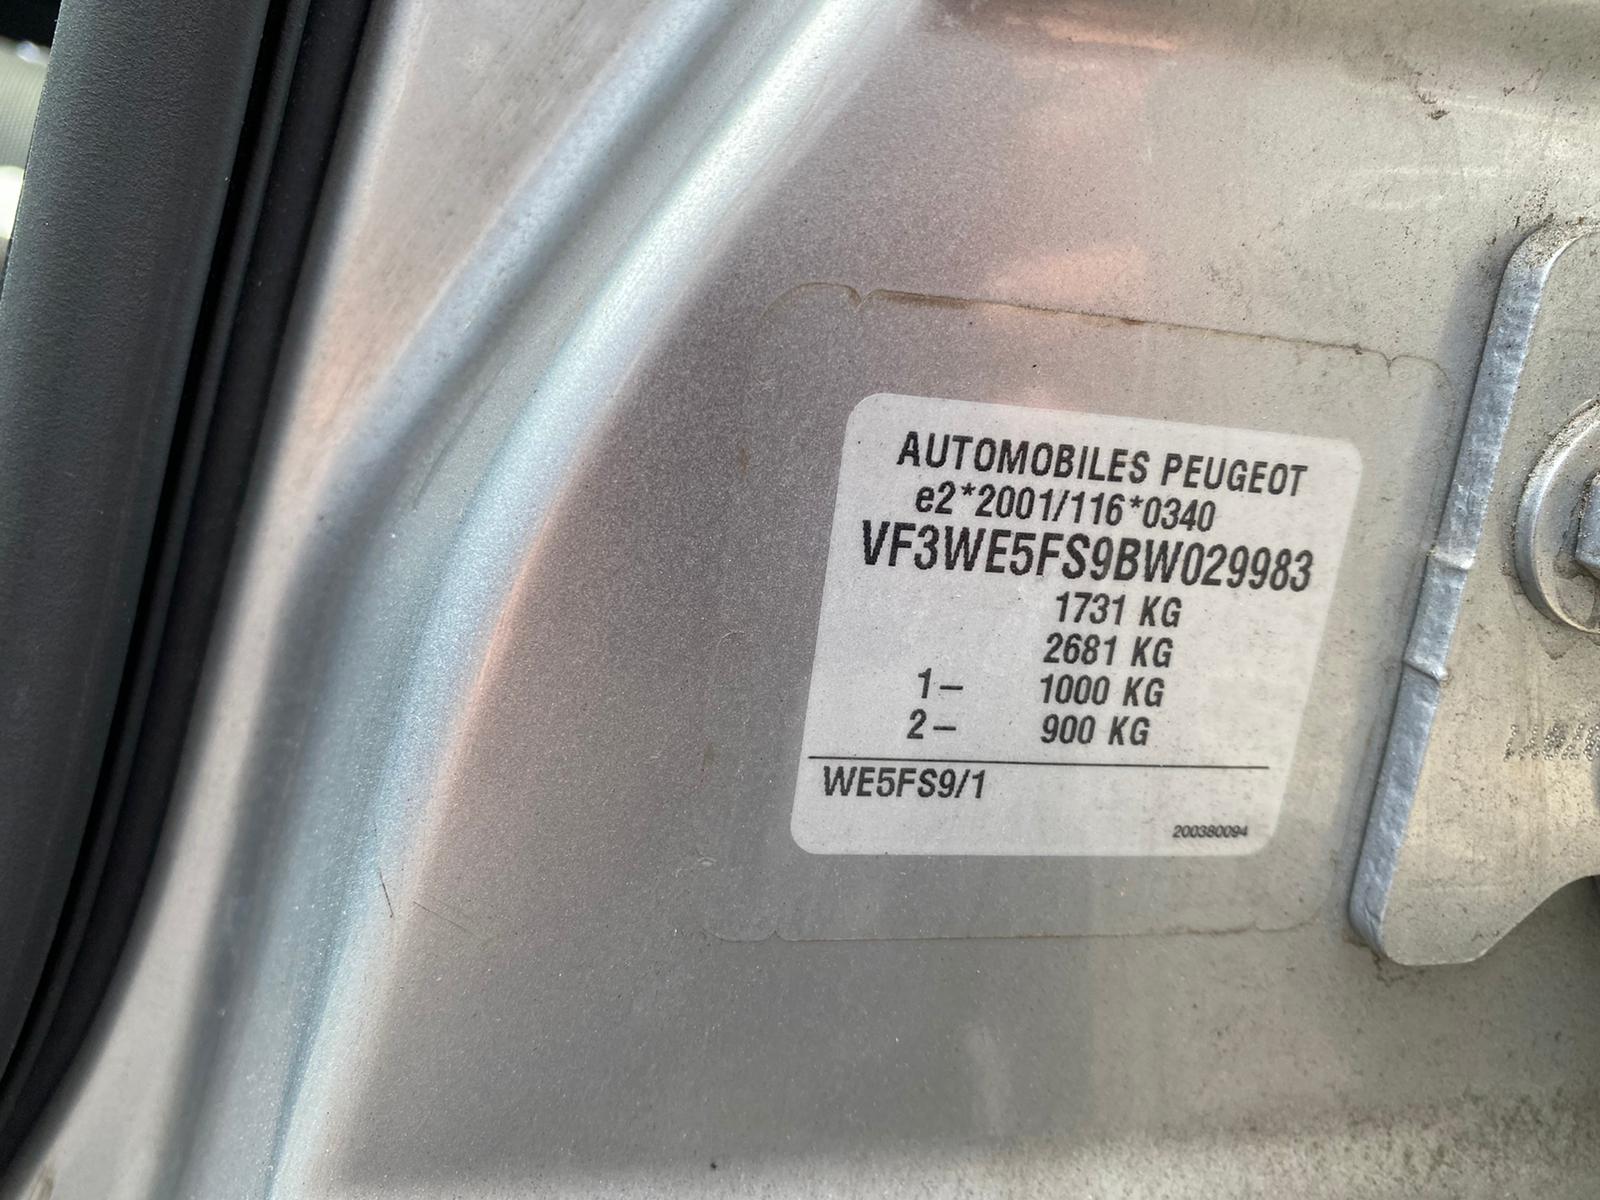 AUTOMOBILES PEUGEOT
e2*2001/116*0340
VF3WE5FS9BW029983
1731 KG
2681 KG
1– 1000 KG
2– 900 KG
WE5FS9/1
200380094